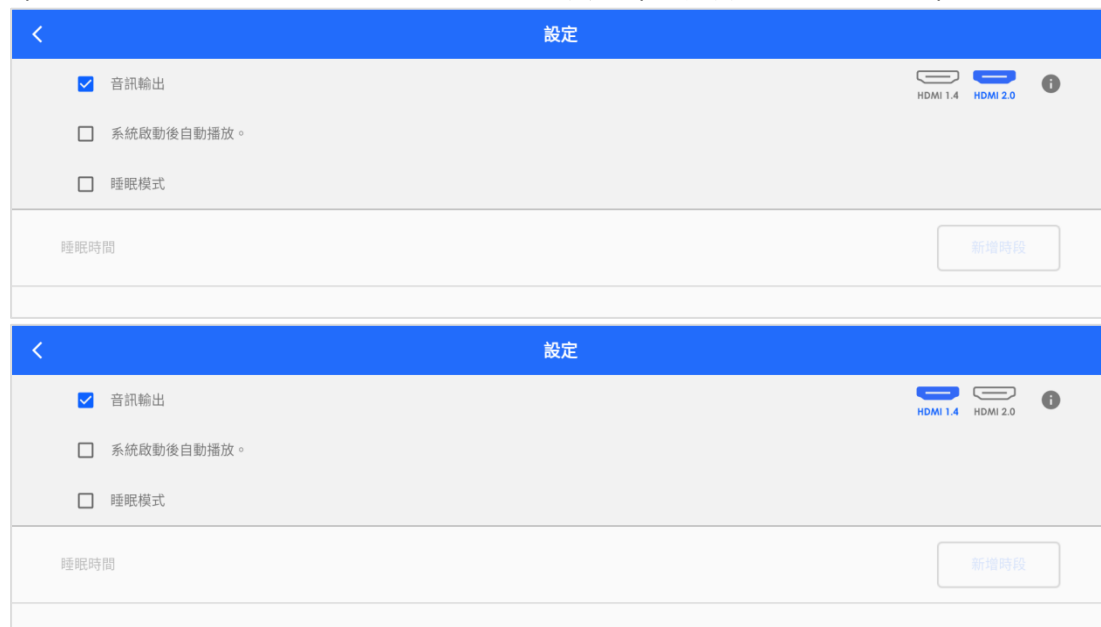 設定
音訊輸出
HDMI 1.4 HDMI 2.0
系統啟動後自動播放。
睡眠模式
睡眠時間 新增時段
設定
音訊輸出
HDMI 1.4 HDMI 2.0
系統啟動後自動播放。
睡眠模式
睡眠時間 新增時段